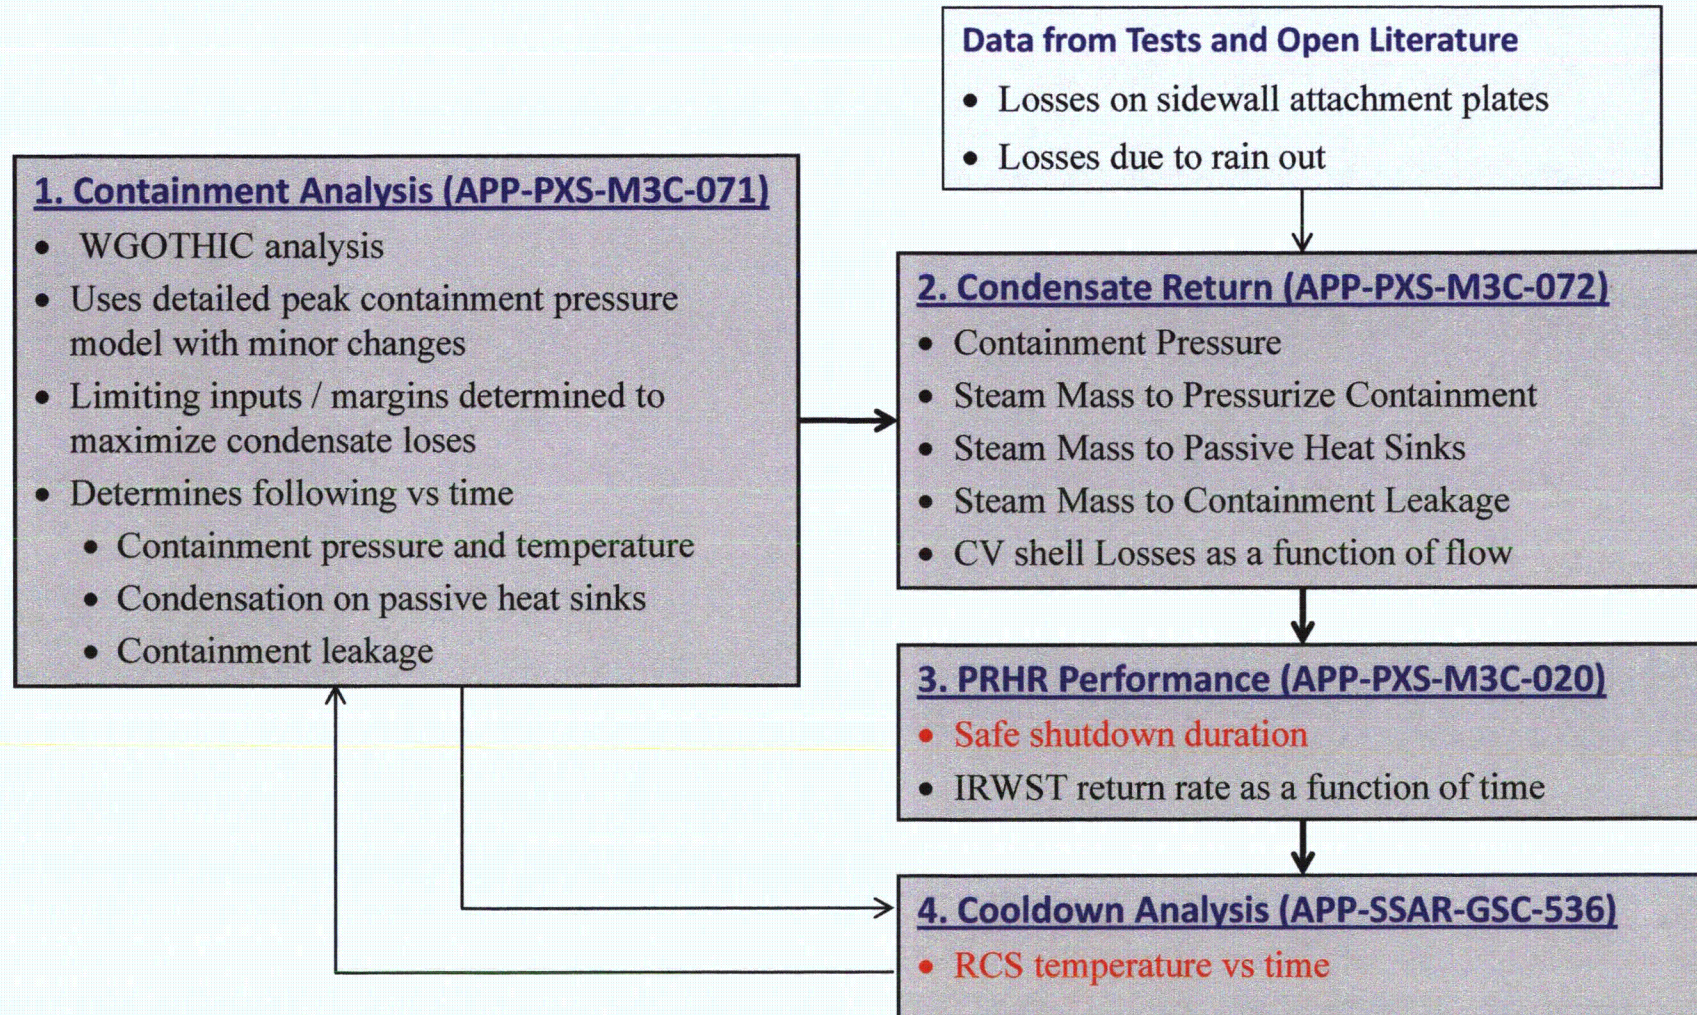 Data from Tests and Open Literature
• Losses on sidewall attachment plates
• Losses due to rain out
1. Containment Analysis (APP-PXS-M3C-071)
• WGOTHIC analysis
• Uses detailed peak containment pressure
model with minor changes
• Limiting inputs / margins determined to
maximize condensate loses
• Determines following vs time
• Containment pressure and temperature
• Condensation on passive heat sinks
• Containment leakage
2. Condensate Return (APP-PXS-M3C-072)
• Containment Pressure
• Steam Mass to Pressurize Containment
• Steam Mass to Passive Heat Sinks
• Steam Mass to Containment Leakage
• CV shell Losses as a function of flow
3. PRHR Performance (APP-PXS-M3C-020)
• Safe shutdown duration
• IRWST return rate as a function of time
4. Cooldown Analysis (APP-SSAR-GSC-536)
• RCS temperature vs time